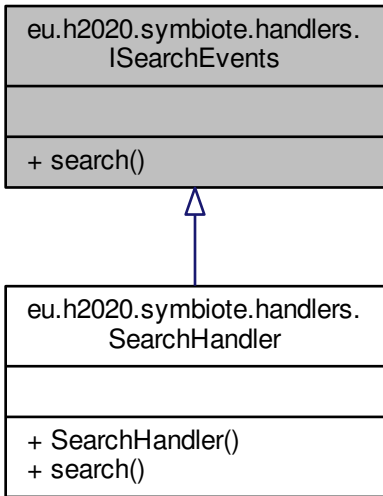 eu.h2020.symbiote.handlers.
ISearchEvents
+ search()
eu.h2020.symbiote.handlers.
SearchHandler
+ SearchHandler()
+ search()